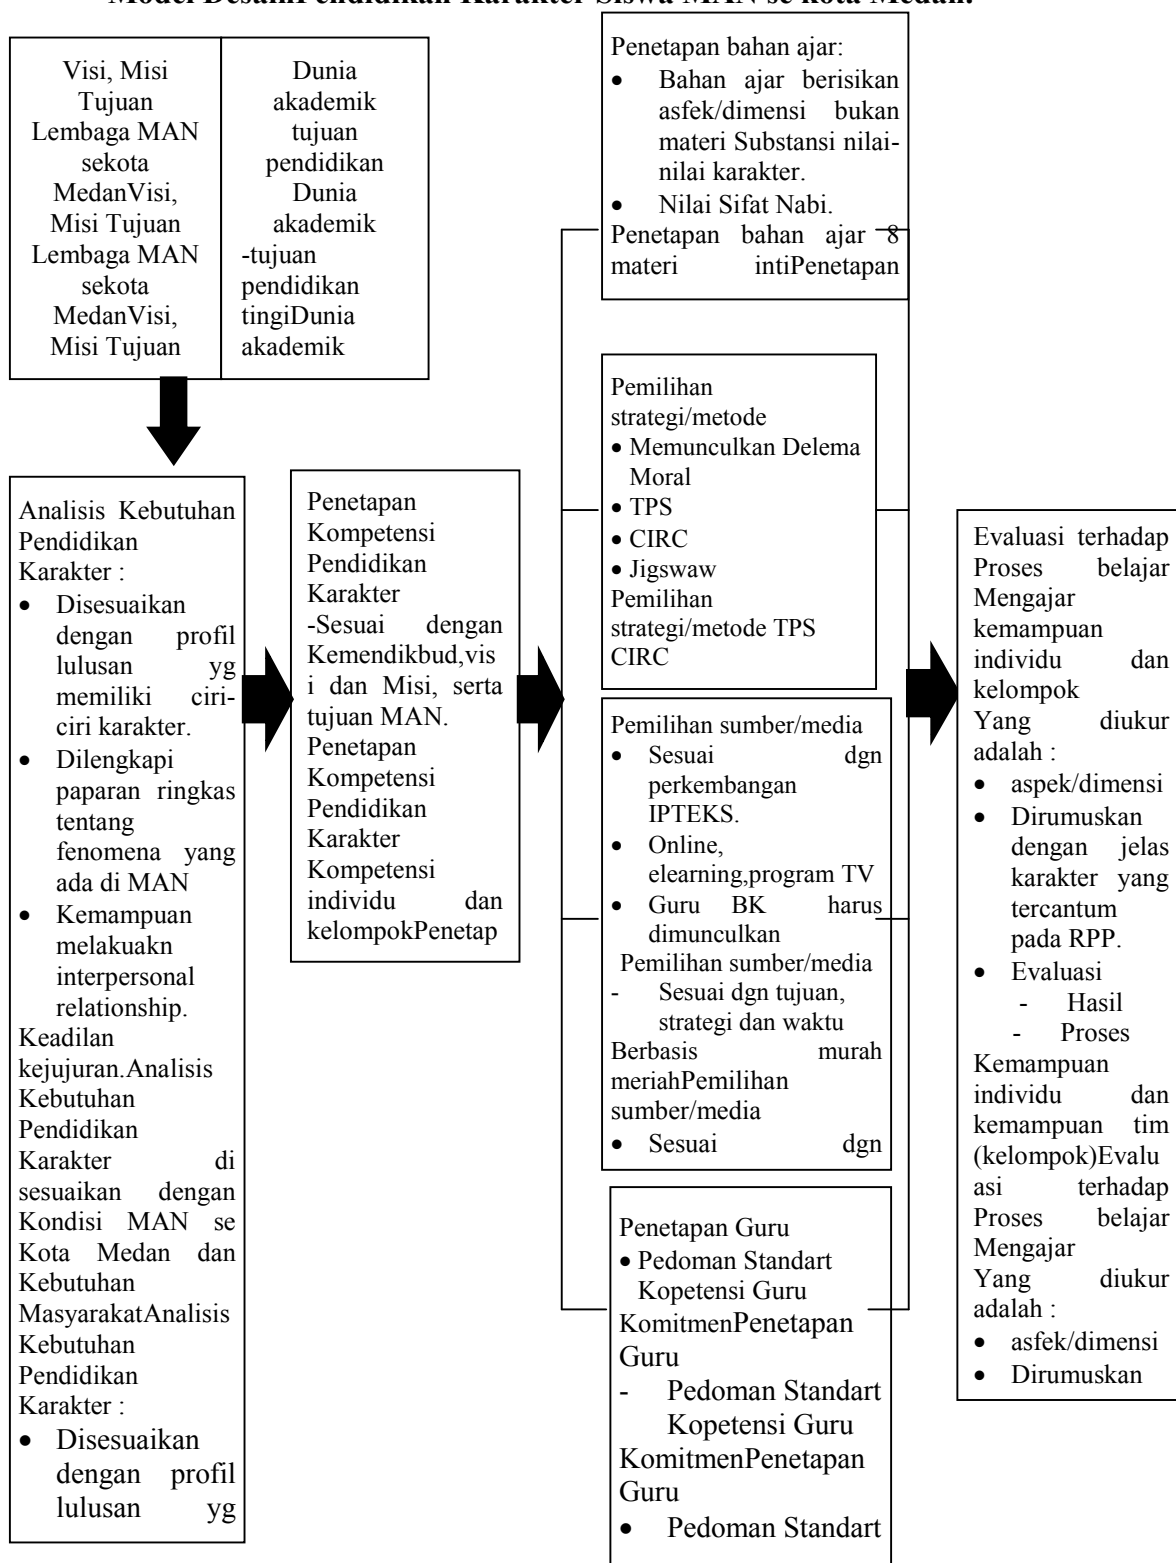 Model DesainPendidikan Karakter Siswa MAN se kota Medan.
Visi, Misi
Tujuan
Lembaga MAN
sekota
MedanVisi,
Misi Tujuan
Lembaga MAN
sekota
MedanVisi,
Misi Tujuan
Dunia
akademik
tujuan
pendidikan
Dunia
akademik
-tujuan
pendidikan
tingiDunia
akademik
Analisis Kebutuhan
Pendidikan
Karakter :
• Disesuaikan
dengan profil
lulusan yg
memiliki ciri-
ciri karakter.
• Dilengkapi
paparan ringkas
tentang
fenomena yang
ada di MAN
• Kemampuan
melakuakn
interpersonal
relationship.
Keadilan
kejujuran.Analisis
Kebutuhan
Pendidikan
Karakter di
sesuaikan dengan
Kondisi MAN se
Kota Medan dan
Kebutuhan
MasyarakatAnalisis
Kebutuhan
Pendidikan
Karakter :
• Disesuaikan
dengan profil
lulusan yg
Penetapan
Kompetensi
Pendidikan
Karakter
-Sesuai dengan
Kemendikbud,vis
i dan Misi, serta
tujuan MAN.
Penetapan
Kompetensi
Pendidikan
Karakter
Kompetensi
individu dan
kelompokPenetap
Penetapan bahan ajar:
• Bahan ajar berisikan
asfek/dimensi bukan
materi Substansi nilai-
nilai karakter.
• Nilai Sifat Nabi.
Penetapan bahan ajar 8
materi intiPenetapan
Pemilihan
strategi/metode
• Memunculkan Delema
Moral
• TPS
• CIRC
• Jigswaw
Pemilihan
strategi/metode TPS
CIRC
Pemilihan sumber/media
• Sesuai dgn
perkembangan
IPTEKS.
• Online,
elearning,program TV
• Guru BK harus
dimunculkan
Pemilihan sumber/media
- Sesuai dgn tujuan,
strategi dan waktu
Berbasis murah
meriahPemilihan
sumber/media
• Sesuai dgn
Penetapan Guru
• Pedoman Standart
Kopetensi Guru
KomitmenPenetapan
Guru
- Pedoman Standart
Kopetensi Guru
KomitmenPenetapan
Guru
• Pedoman Standart
Evaluasi terhadap
Proses belajar
Mengajar
kemampuan
individu dan
kelompok
Yang diukur
adalah :
• aspek/dimensi
• Dirumuskan
dengan jelas
karakter yang
tercantum
pada RPP.
• Evaluasi
- Hasil
- Proses
Kemampuan
individu dan
kemampuan tim
(kelompok)Evalu
asi terhadap
Proses belajar
Mengajar
Yang diukur
adalah :
• asfek/dimensi
• Dirumuskan